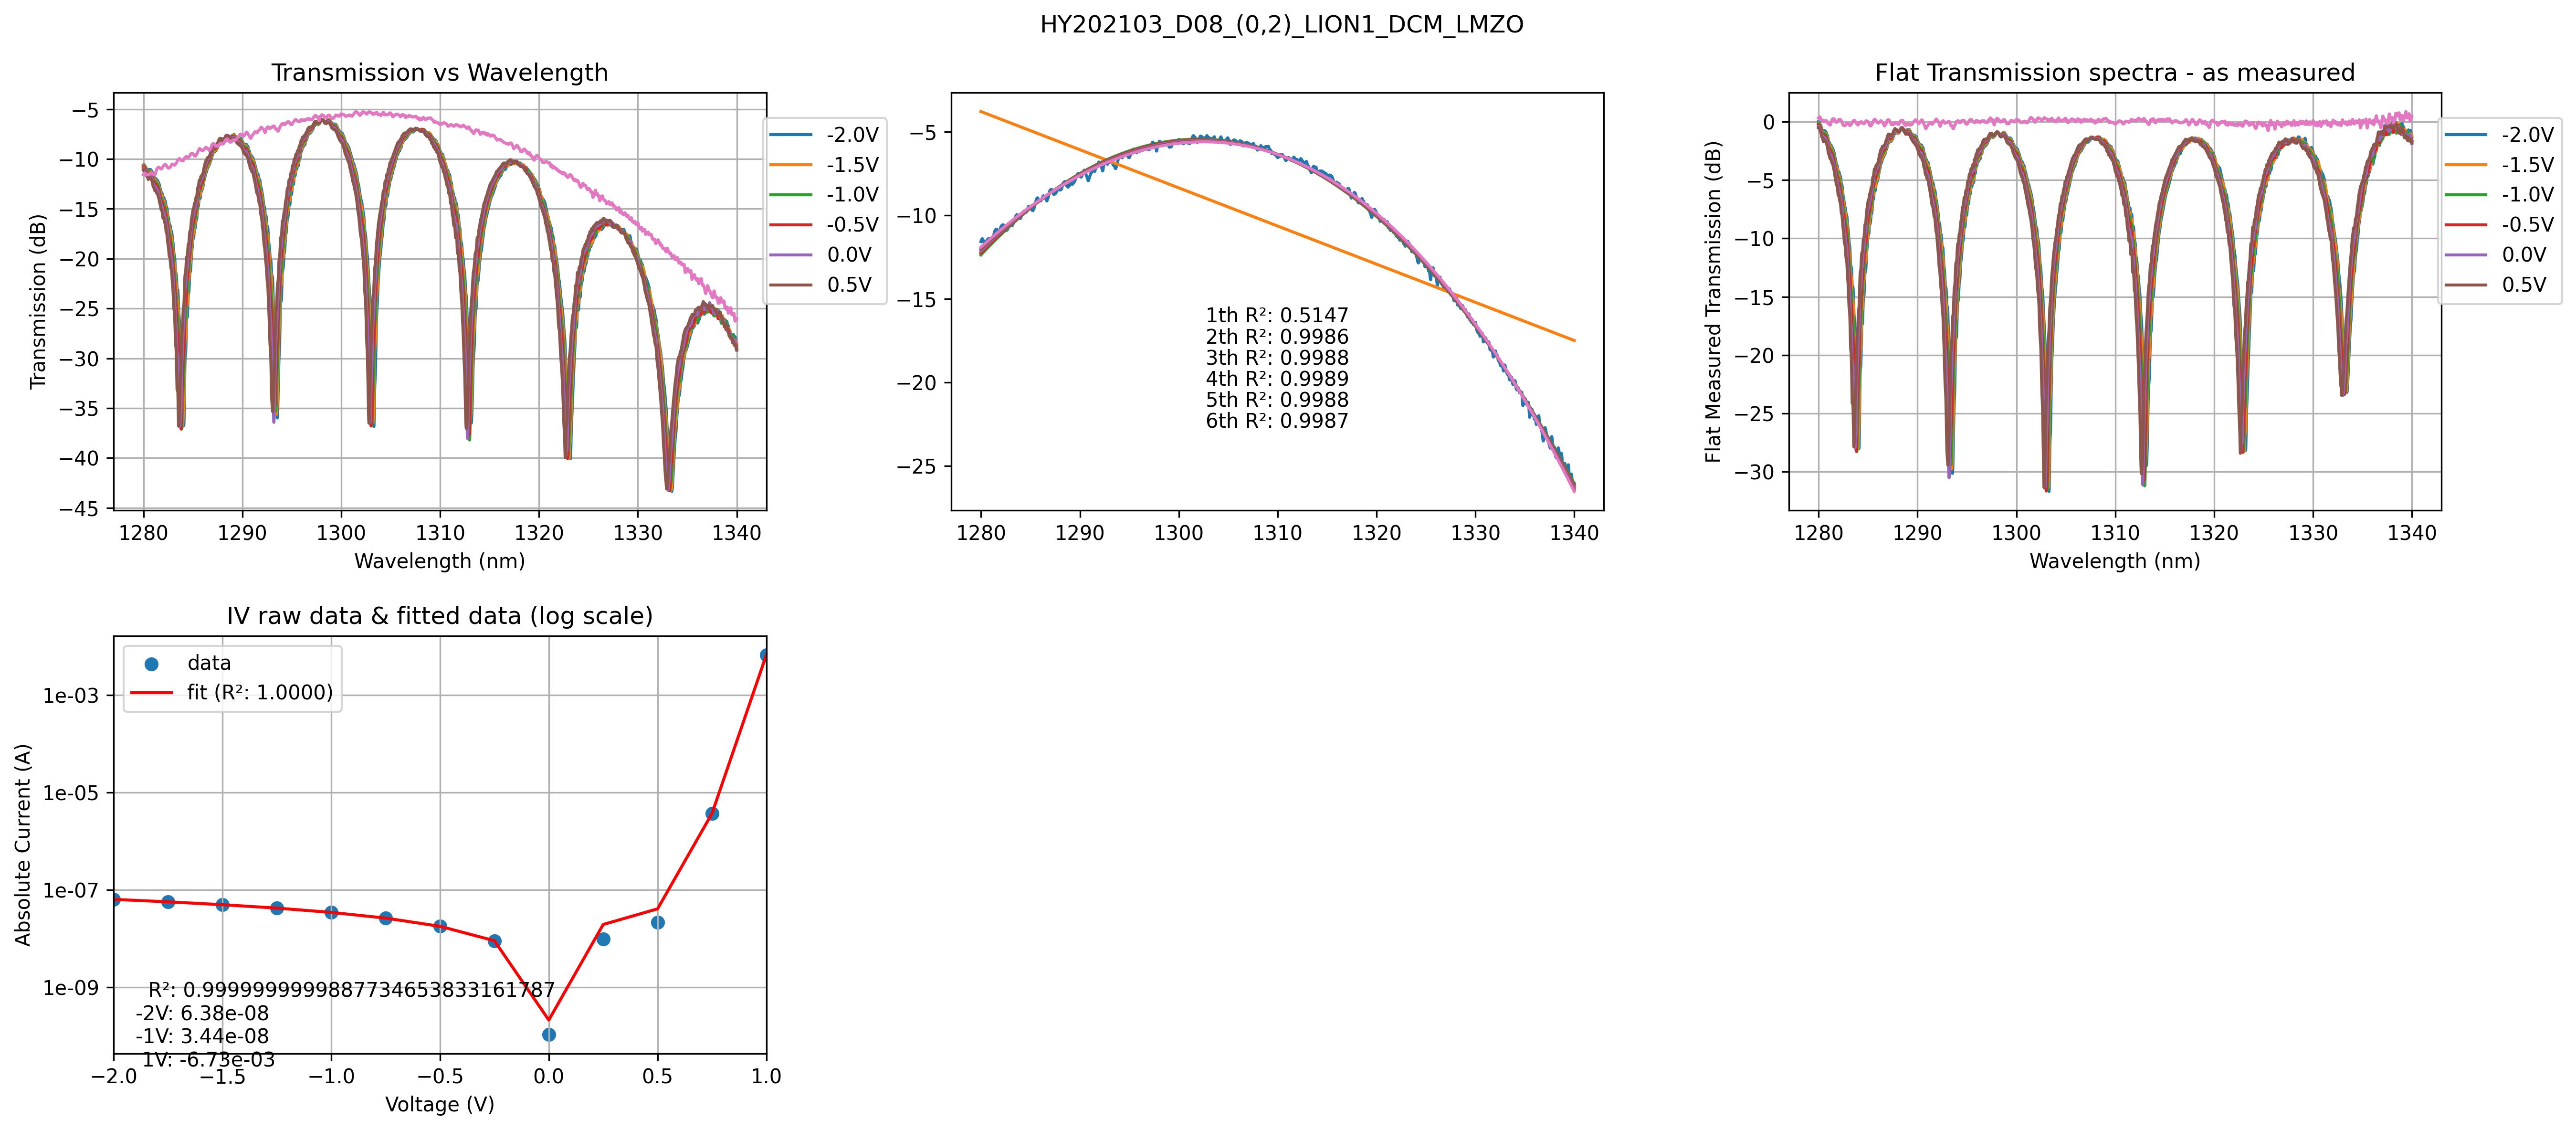 HY202103_D08_(0,2)_LION1_DCM_LMZO
Transmission vs Wavelength
Transmission (dB)
−5
−10
−15
−20
−25
−30
−35
−40
−45
1280 1290 1300 1310 1320 1330 1340
Wavelength (nm)
-2.0V
-1.5V
-1.0V
-0.5V
0.0V
0.5V
−5
−10
−15
−20
−25
1th R²: 0.5147
2th R²: 0.9986
3th R²: 0.9988
4th R²: 0.9989
5th R²: 0.9988
6th R²: 0.9987
1280 1290 1300 1310 1320 1330 1340
Flat Transmission spectra - as measured
Flat Measured Transmission (dB)
0
−5
−10
−15
−20
−25
−30
1280 1290 1300 1310 1320 1330 1340
Wavelength (nm)
-2.0V
-1.5V
-1.0V
-0.5V
0.0V
0.5V
IV raw data & fitted data (log scale)
data
fit (R²: 1.0000)
Absolute Current (A)
1e-03
1e-05
1e-07
1e-09
R²: 0.9999999999887734653833161787
-2V: 6.38e-08
-1V: 3.44e-08
1V: -6.73e-03
−2.0 −1.5 −1.0 −0.5 0.0 0.5 1.0
Voltage (V)